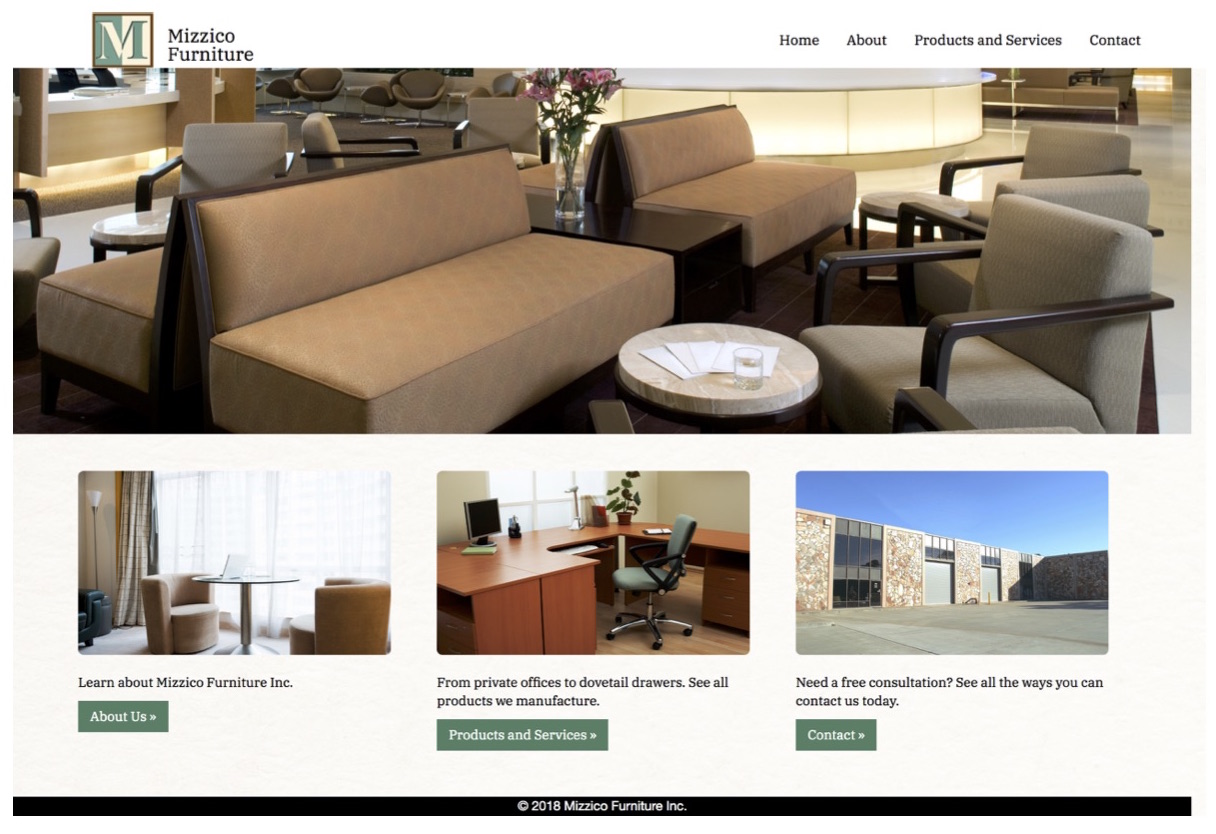 M
Mizzico
Furniture
Home About Products and Services Contact
Learn about Mizzico Furniture Inc.
About Us »
From private offices to dovetail drawers. See all
products we manufacture.
Products and Services »
Need a free consultation? See all the ways you can
contact us today.
Contact »
© 2018 Mizzico Furniture Inc.